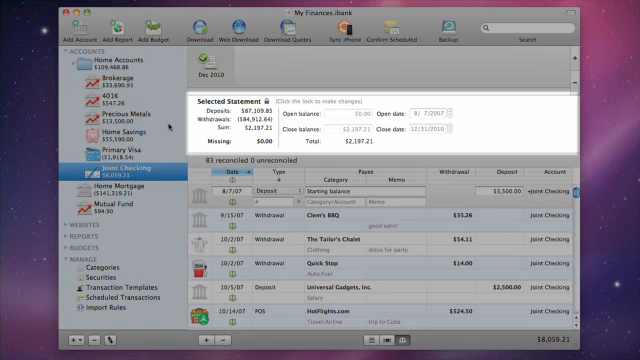 My Finances.ibank
Add Account Add Report Add Budget Download Web Download Download Quotes Sync iPhone Confirm Scheduled Backup Search
ACCOUNTS
Home Accounts
$109,468.86
Brokerage
$33,690.93
401K
$547.26
Precious Metals
$13,500.00
Home Savings
$55,590.00
Primary Visa
($1,918.54)
Joint Checking
$8,059.21
Home Mortgage
($141,319.21)
Mutual Fund
$94.90
WEBSITES
REPORTS
BUDGETS
MANAGE
Categories
Securities
Transaction Templates
Scheduled Transactions
Import Rules
Dec 2010
Selected Statement (Click the lock to make changes)
Deposits: $87,109.85 Open balance: $0.00 Open date: 8/ 7/2007
Withdrawals: ($84,912.64)
Sum: $2,197.21 Close balance: $2,197.21 Close date: 12/31/2010
Missing: $0.00 Total: $2,197.21
83 reconciled 0 unreconciled
Date Type Payee Withdrawal Deposit Account
# Category Memo
8/7/07 Deposit Starting balance $3,500.00 •Joint Checking
# Category/Account Memo
9/15/07 Withdrawal Clem's BBQ $35.26 Joint Checking
good eatin'
10/2/07 Withdrawal The Tailor's Chalet $54.11 Joint Checking
Clothing dress for party
10/2/07 Withdrawal Quick Stop $14.00 Joint Checking
Auto:Fuel
10/5/07 Deposit Universal Gadgets, Inc. $2,500.00 Joint Checking
Salary
10/14/07 POS HotFlights.com $524.50 Joint Checking
Travel:Airline trip to Cuba
$8,059.21